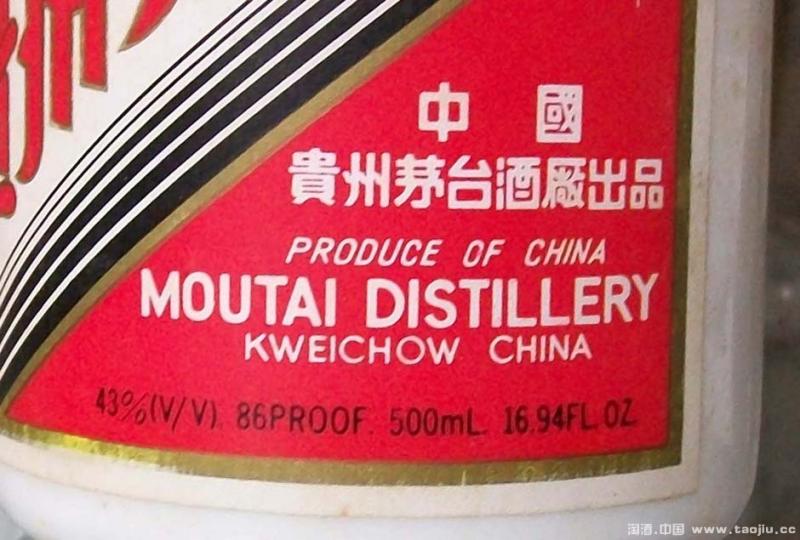 中國
貴州茅台酒廠出品
PRODUCE OF CHINA
MOUTAI DISTILLERY
KWEICHOW CHINA
43%(V/V). 86PROOF. 500mL 16.94FL.OZ
淘酒.中国 www.taojiu.cc